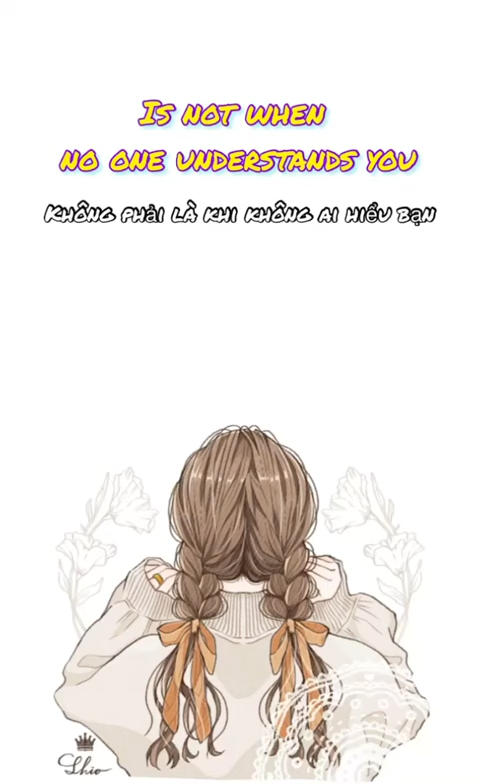 Is not when
no one understands you
Không phải là khi không ai hiểu bạn
Shio